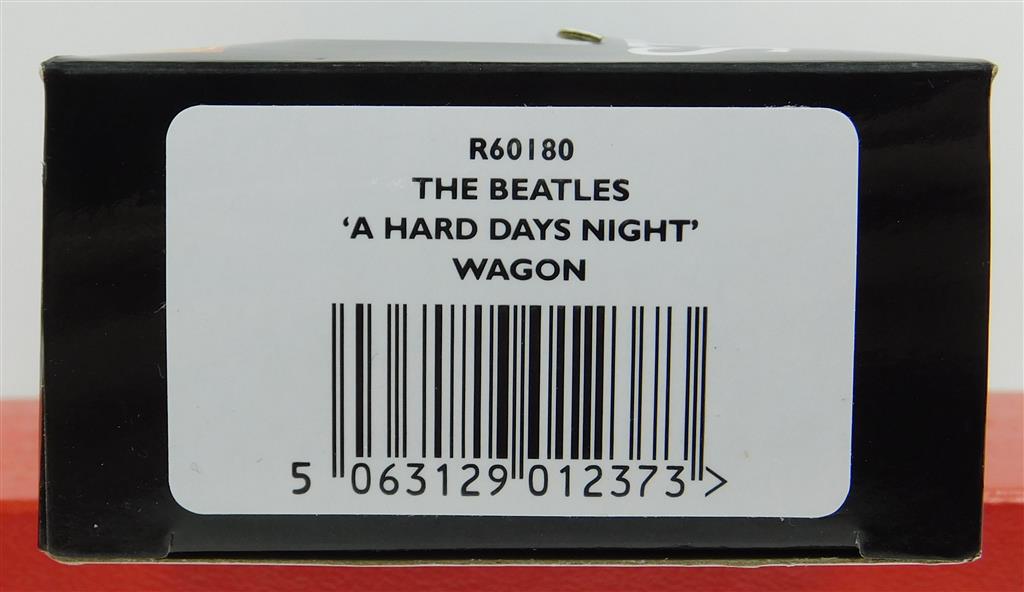 R60180
THE BEATLES
‘A HARD DAYS NIGHT’
WAGON
5 063129 012373 >